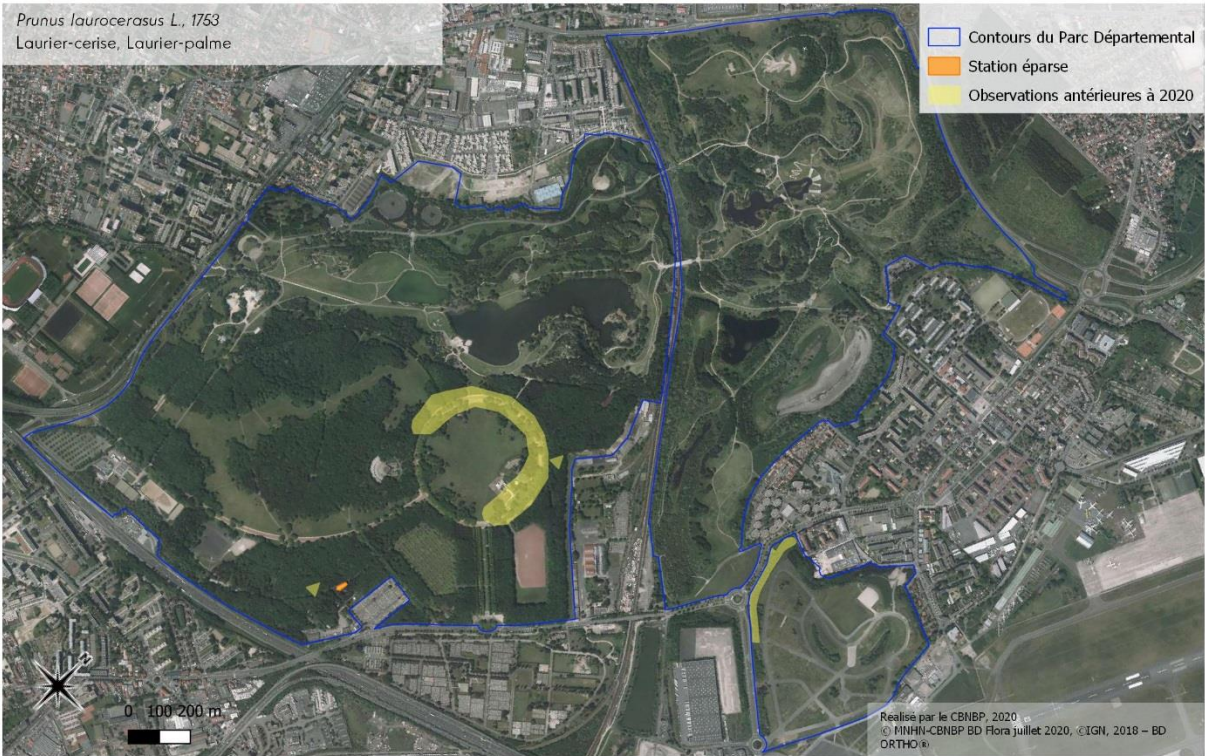 Prunus laurocerasus L., 1753
Laurier-cerise, Laurier-palme
Contours du Parc Départemental
Station éparse
Observations antérieures à 2020
N
0 100 200 m
Réalisé par le CBNBP, 2020
© MNHN-CBNBP BD Flora juillet 2020, ©IGN, 2018 – BD
ORTHO®